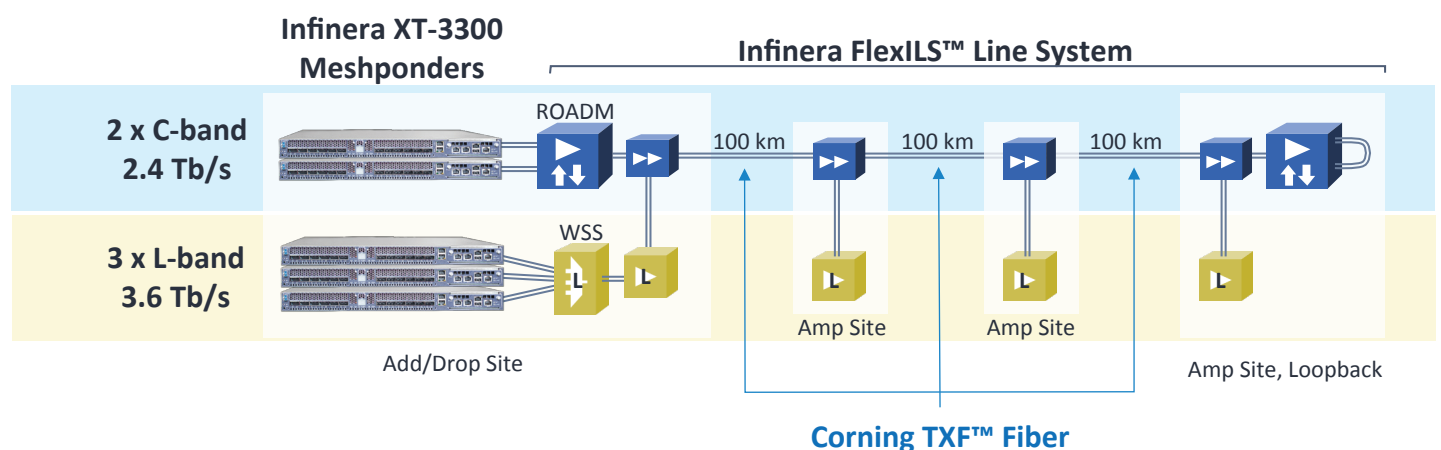 Infinera XT-3300
Meshponders
Infinera FlexILS™ Line System
2 x C-band
2.4 Tb/s
ROADM
100 km
100 km
100 km
3 x L-band
3.6 Tb/s
WSS
L
L
L
L
L
Amp Site
Amp Site
Add/Drop Site
Amp Site, Loopback
Corning TXF™ Fiber